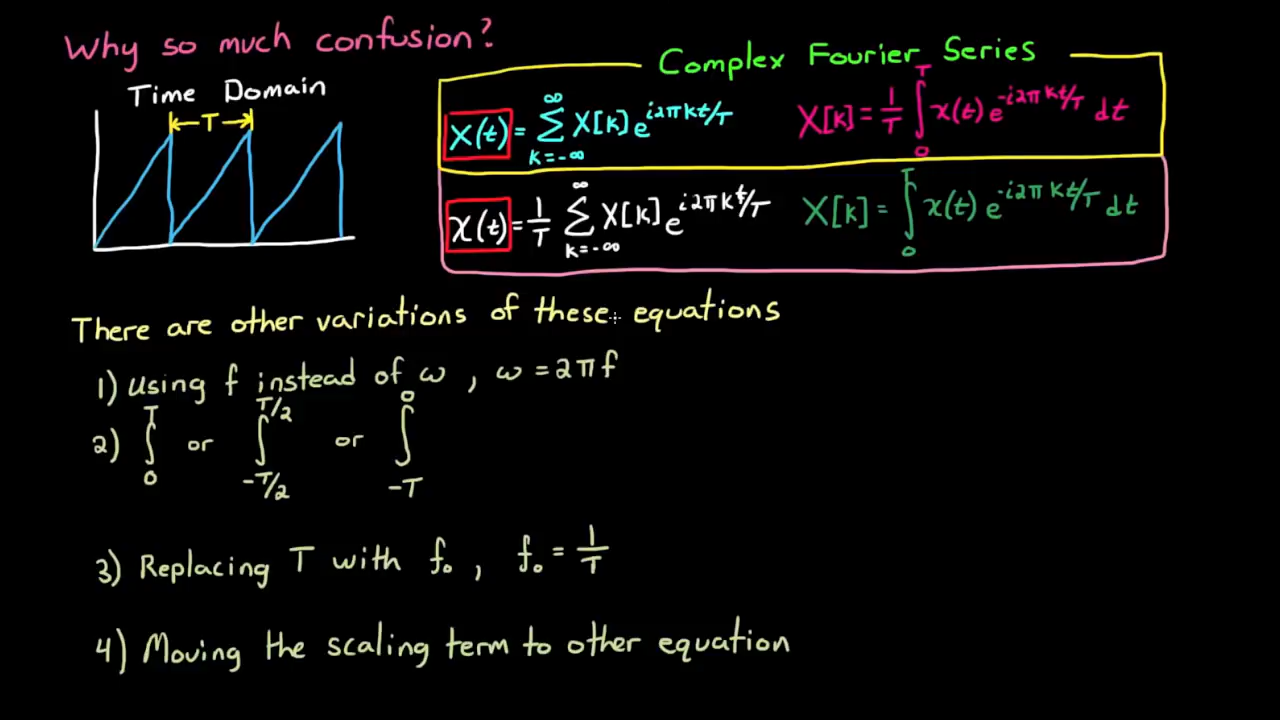 Why so much confusion?
Complex Fourier Series
Time Domain
T
X(t) = ∑_{k=-∞}^{∞} X[k] e^{i2πkt/T}
X[k] = 1/T ∫_0^T x(t) e^{-i2πkt/T} dt
x(t) = 1/T ∑_{k=-∞}^{∞} X[k] e^{i2πkt/T}
X[k] = ∫_0^T x(t) e^{-i2πkt/T} dt
There are other variations of these equations
1) Using f instead of ω , ω = 2πf
2) ∫_0^T or ∫_{-T/2}^{T/2} or ∫_{-T}^0
3) Replacing T with f₀ , f₀ = 1/T
4) Moving the scaling term to other equation